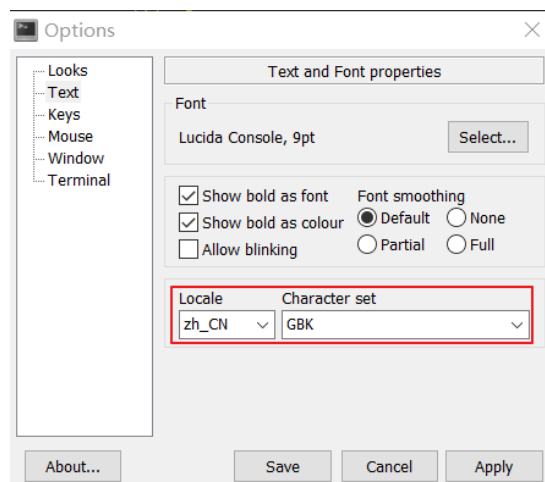 Options
Looks
Text
Keys
Mouse
Window
Terminal
Text and Font properties
Font
Lucida Console, 9pt
Select...
Show bold as font
Show bold as colour
Allow blinking
Font smoothing
Default
None
Partial
Full
Locale
Character set
zh_CN
GBK
About...
Save
Cancel
Apply